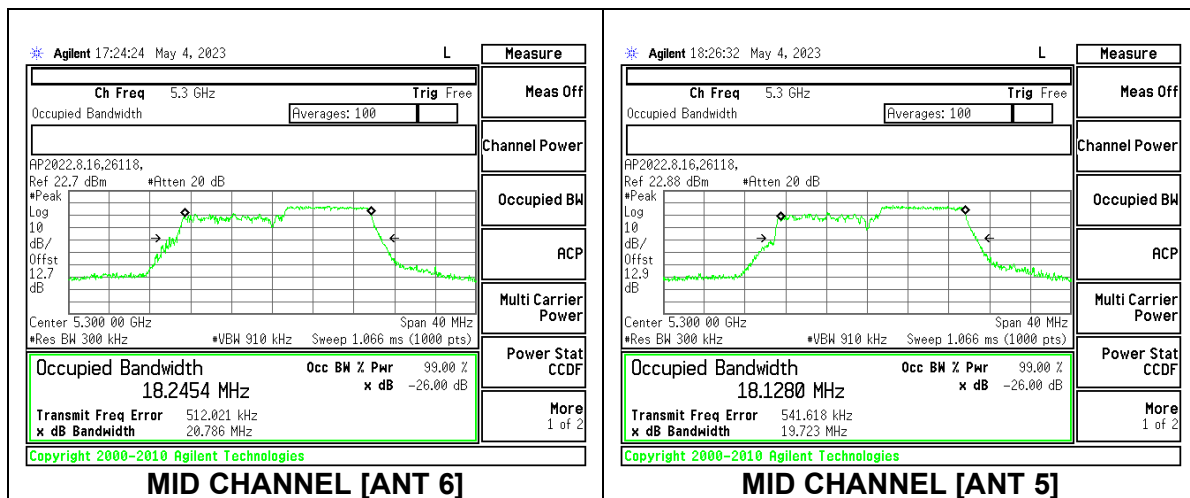 Agilent 17:24:24 May 4, 2023 L Measure
Ch Freq 5.3 GHz Trig Free
Occupied Bandwidth Averages: 100
AP2022.8.16,26118,
Ref 22.7 dBm #Atten 20 dB
#Peak
Log
10
dB/
Offst
12.7
dB
Center 5.300 00 GHz Span 40 MHz
#Res BW 300 kHz #VBW 910 kHz Sweep 1.066 ms (1000 pts)
Occupied Bandwidth Occ BW % Pwr 99.00 %
18.2454 MHz x dB -26.00 dB
Transmit Freq Error 512.021 kHz
x dB Bandwidth 20.786 MHz
Copyright 2000-2010 Agilent Technologies
Meas Off
Channel Power
Occupied BW
ACP
Multi Carrier
Power
Power Stat
CCDF
More
1 of 2
MID CHANNEL [ANT 6]
Agilent 18:26:32 May 4, 2023 L Measure
Ch Freq 5.3 GHz Trig Free
Occupied Bandwidth Averages: 100
AP2022.8.16,26118,
Ref 22.88 dBm #Atten 20 dB
#Peak
Log
10
dB/
Offst
12.9
dB
Center 5.300 00 GHz Span 40 MHz
#Res BW 300 kHz #VBW 910 kHz Sweep 1.066 ms (1000 pts)
Occupied Bandwidth Occ BW % Pwr 99.00 %
18.1280 MHz x dB -26.00 dB
Transmit Freq Error 541.618 kHz
x dB Bandwidth 19.723 MHz
Copyright 2000-2010 Agilent Technologies
Meas Off
Channel Power
Occupied BW
ACP
Multi Carrier
Power
Power Stat
CCDF
More
1 of 2
MID CHANNEL [ANT 5]